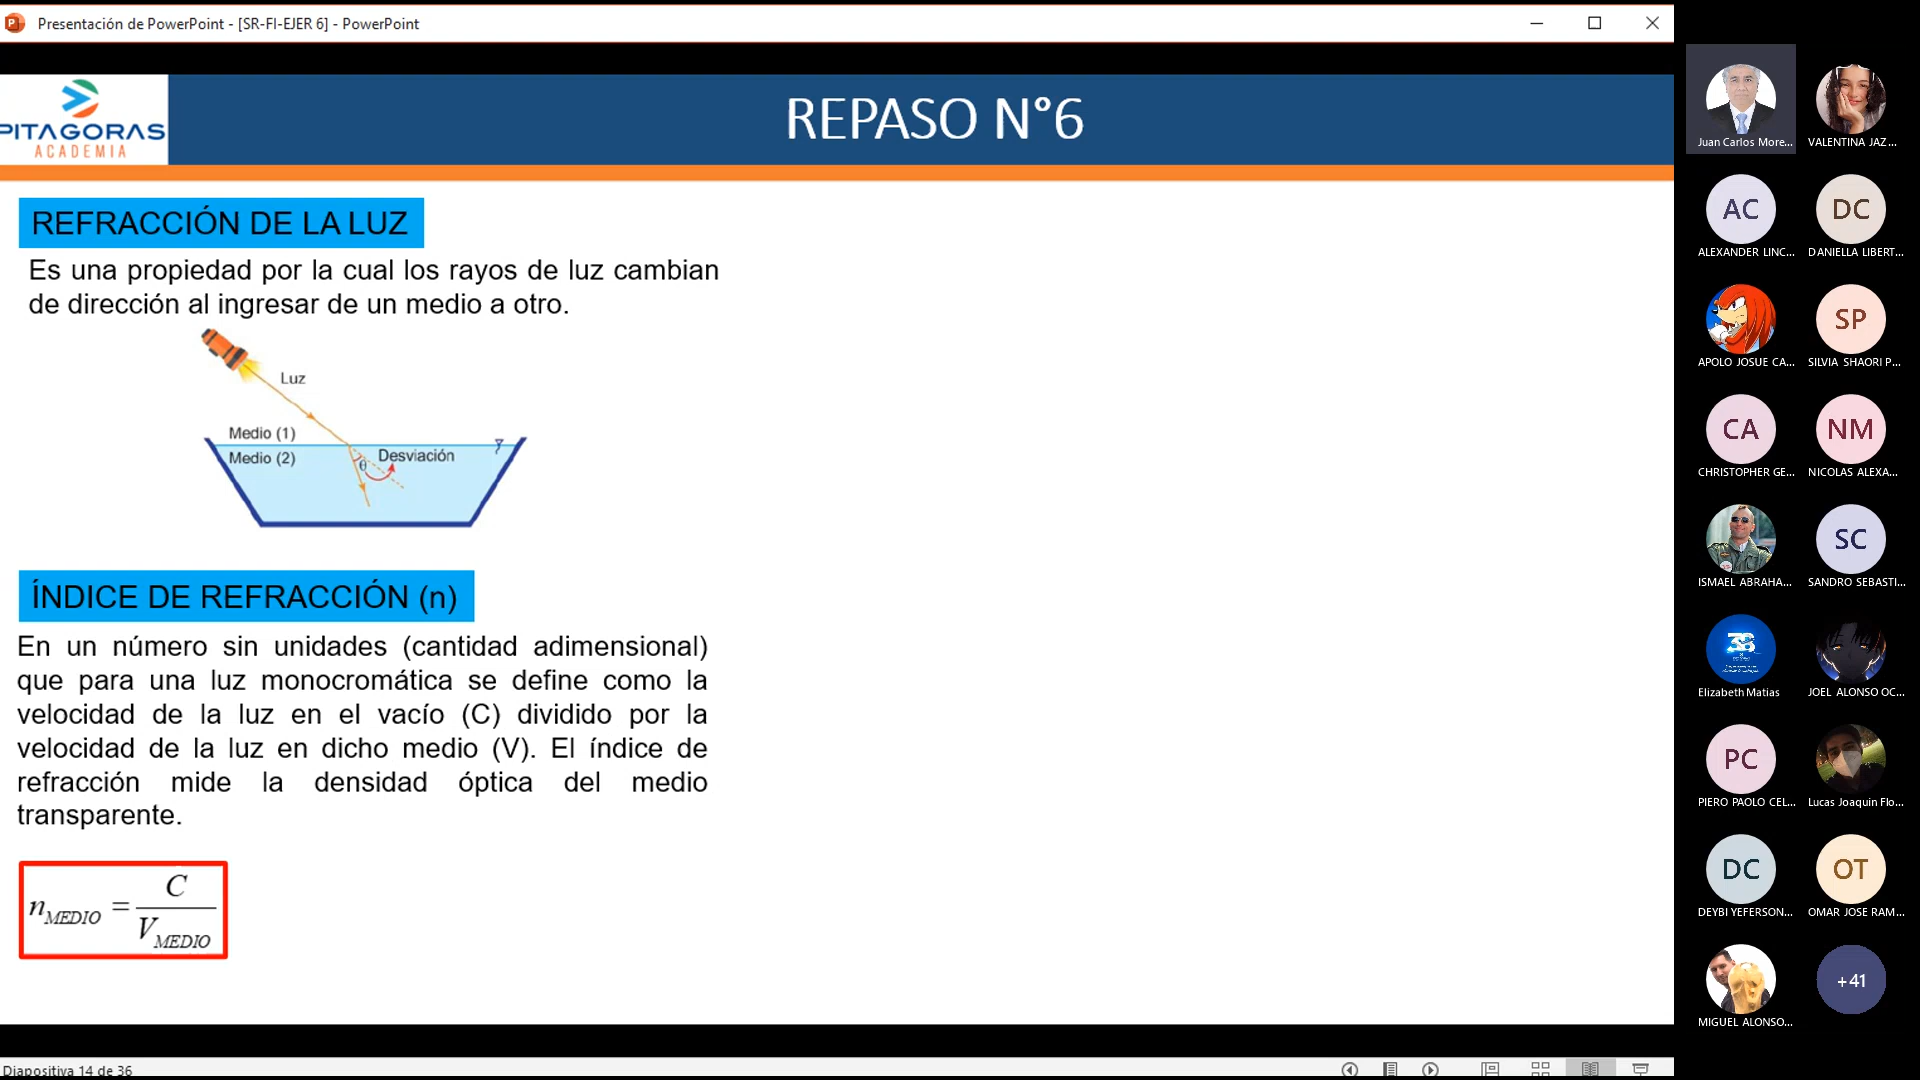 Presentación de PowerPoint - [SR-FI-EJER 6] - PowerPoint
PITAGORAS
ACADEMIA
REPASO N°6
REFRACCIÓN DE LA LUZ
Es una propiedad por la cual los rayos de luz cambian
de dirección al ingresar de un medio a otro.
Luz
Medio (1)
Medio (2)
θ
Desviación
ÍNDICE DE REFRACCIÓN (n)
En un número sin unidades (cantidad adimensional)
que para una luz monocromática se define como la
velocidad de la luz en el vacío (C) dividido por la
velocidad de la luz en dicho medio (V). El índice de
refracción mide la densidad óptica del medio
transparente.
n_MEDIO = C / V_MEDIO
Diapositiva 14 de 36
Juan Carlos More...
VALENTINA JAZ...
AC
DC
ALEXANDER LINC...
DANIELLA LIBERT...
SP
APOLO JOSUE CA...
SILVIA SHAORI P...
CA
NM
CHRISTOPHER GE...
NICOLAS ALEXA...
SC
ISMAEL ABRAHA...
SANDRO SEBASTI...
Elizabeth Matias
JOEL ALONSO OC...
PC
PIERO PAOLO CEL...
Lucas Joaquin Flo...
DC
OT
DEYBI YEFERSON...
OMAR JOSE RAM...
+41
MIGUEL ALONSO...